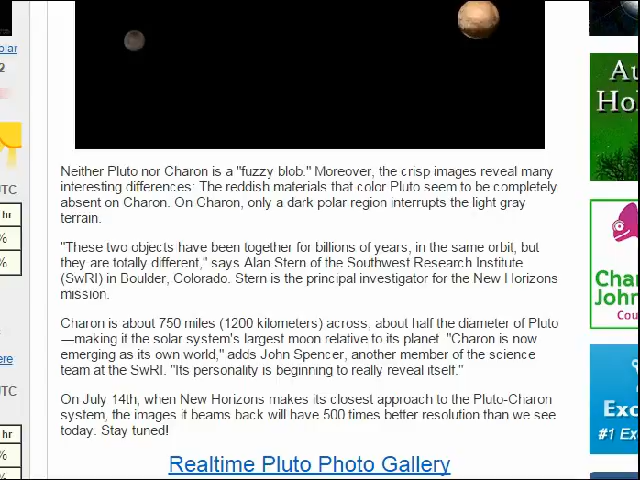 plar
2
UTC
hr
%
%
ere
UTC
hr
%
%
Neither Pluto nor Charon is a "fuzzy blob." Moreover, the crisp images reveal many
interesting differences: The reddish materials that color Pluto seem to be completely
absent on Charon. On Charon, only a dark polar region interrupts the light gray
terrain.
"These two objects have been together for billions of years, in the same orbit, but
they are totally different," says Alan Stern of the Southwest Research Institute
(SwRI) in Boulder, Colorado. Stern is the principal investigator for the New Horizons
mission.
Charon is about 750 miles (1200 kilometers) across, about half the diameter of Pluto
—making it the solar system's largest moon relative to its planet. "Charon is now
emerging as its own world," adds John Spencer, another member of the science
team at the SwRI. "Its personality is beginning to really reveal itself."
On July 14th, when New Horizons makes its closest approach to the Pluto-Charon
system, the images it beams back will have 500 times better resolution than we see
today. Stay tuned!
Realtime Pluto Photo Gallery
Au
Ho
Cha
John
Cou
Exc
#1 Ex